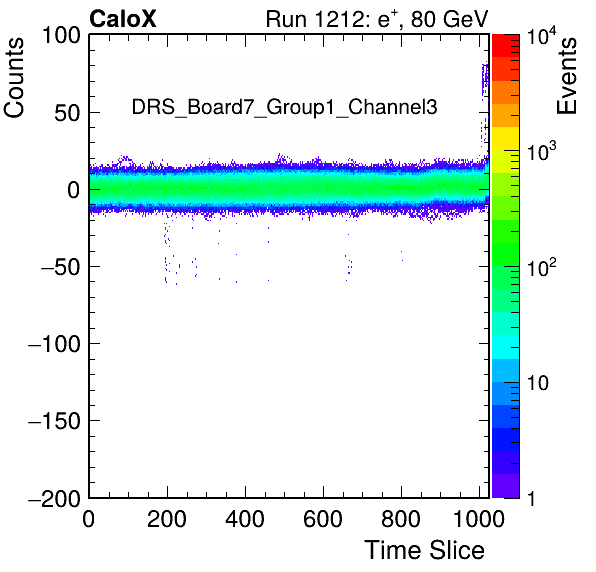 CaloX Run 1212: e⁺, 80 GeV
Counts
Events
DRS_Board7_Group1_Channel3
100
50
0
−50
−100
−150
−200
0 200 400 600 800 1000
Time Slice
10⁴
10³
10²
10
1